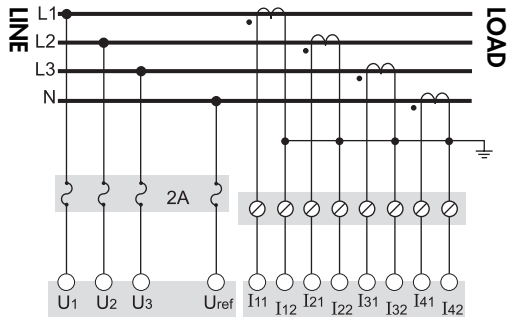 LINE
LOAD
L1
L2
L3
N
2A
U1 U2 U3 Uref I11 I12 I21 I22 I31 I32 I41 I42